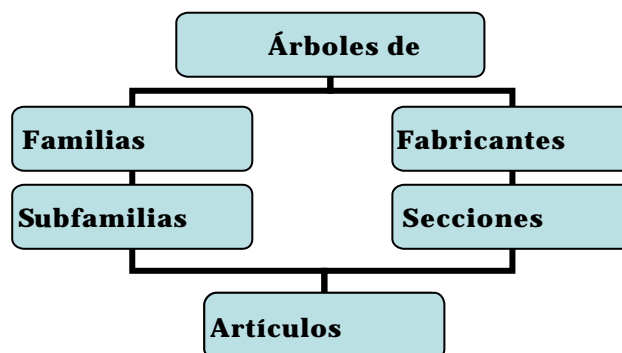 Árboles de
Familias
Fabricantes
Subfamilias
Secciones
Artículos